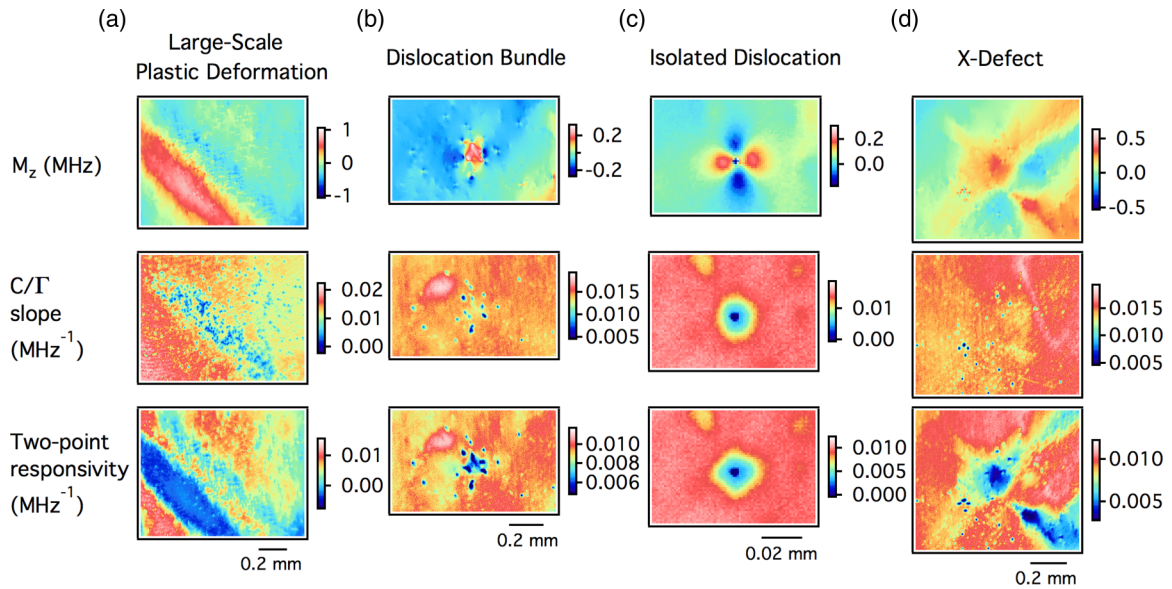 (a)
(b)
(c)
(d)
Large-Scale
Plastic Deformation
Dislocation Bundle
Isolated Dislocation
X-Defect
Mz (MHz)
1
0
-1
0.2
-0.2
0.2
0.0
0.5
0.0
-0.5
C/Γ
slope
(MHz⁻¹)
0.02
0.01
0.00
0.015
0.010
0.005
0.01
0.00
0.015
0.010
0.005
Two-point
responsivity
(MHz⁻¹)
0.01
0.00
0.010
0.008
0.006
0.010
0.005
0.000
0.010
0.005
0.2 mm
0.2 mm
0.02 mm
0.2 mm